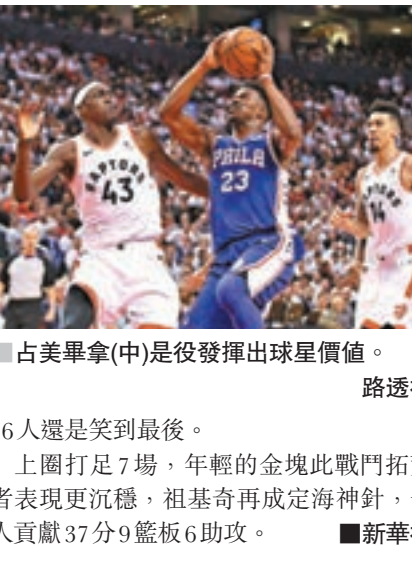 RAPTORS
43
PHILA
23
RAPTORS
14
■占美畢拿(中)是役發揮出球星價值。
路透
6人還是笑到最後。
上圈打足7場，年輕的金塊此戰鬥拓
者表現更沉穩，祖基奇再成定海神針，
人貢獻37分9籃板6助攻。 ■新華